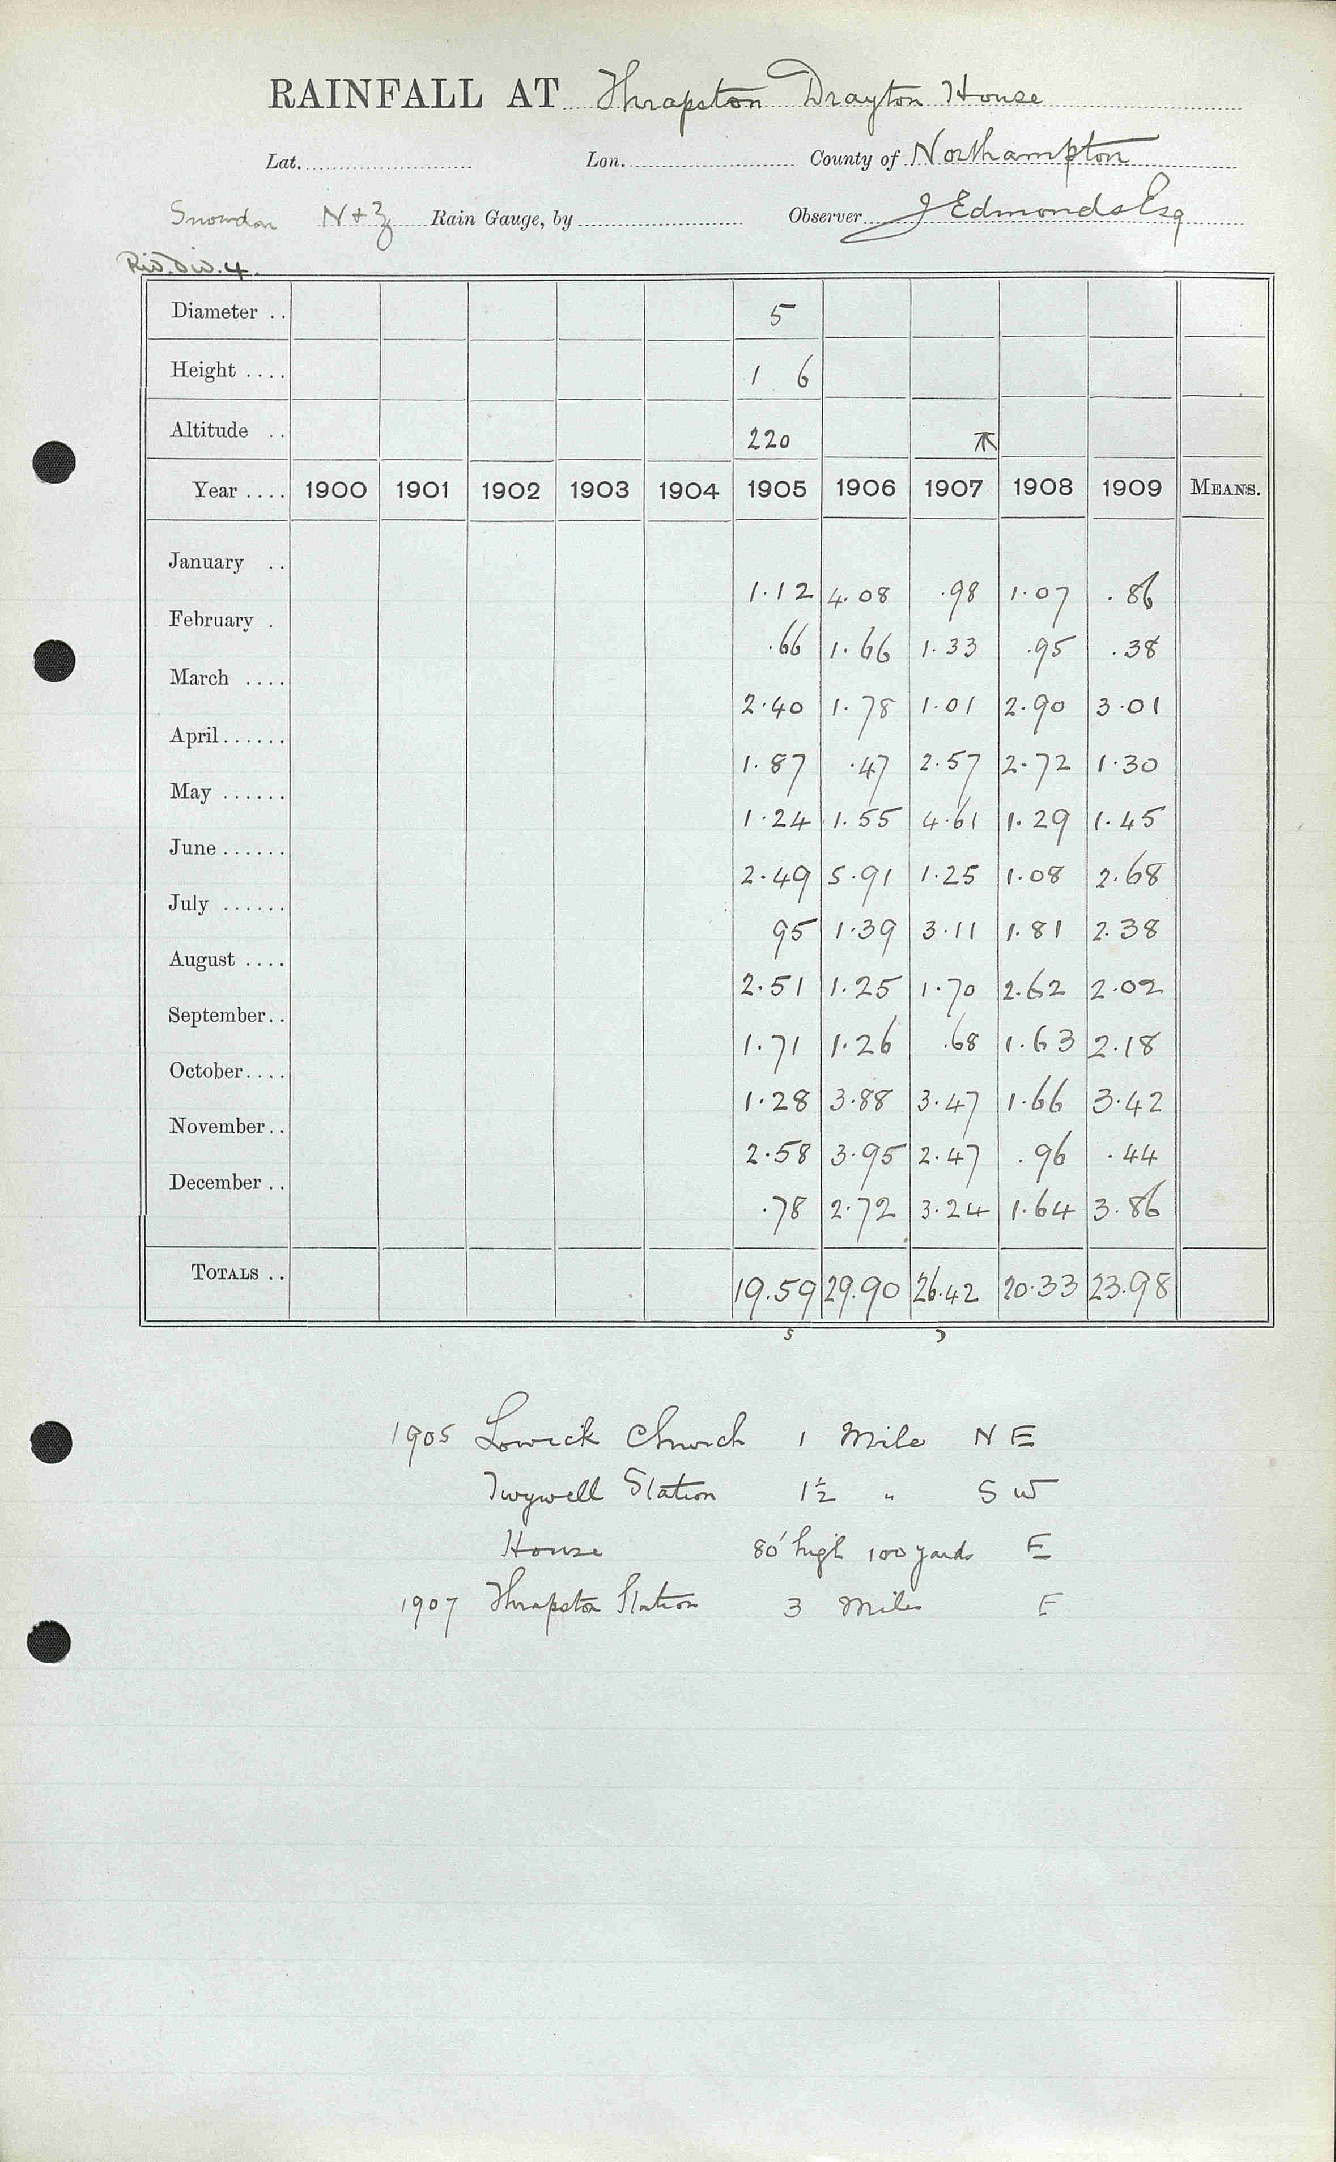 RAINFALL AT Thrapston Drayton House
Lat. Lon. County of Northampton
Snowdon N+Z Rain Gauge, by Observer J Edmonds Esq
Riv. Div. 4.
Diameter .. 5
Height .... 1 6
Altitude .. 220
Year .... 1900 1901 1902 1903 1904 1905 1906 1907 1908 1909 MEANS.
January .. 1.12 4.08 .98 1.07 .86
February . .66 1.66 1.33 .95 .38
March .... 2.40 1.78 1.01 2.90 3.01
April...... 1.87 .47 2.57 2.72 1.30
May ...... 1.24 1.55 4.61 1.29 1.45
June...... 2.49 5.91 1.25 1.08 2.68
July ...... 95 1.39 3.11 1.81 2.38
August .... 2.51 1.25 1.70 2.62 2.02
September.. 1.71 1.26 .68 1.63 2.18
October.... 1.28 3.88 3.47 1.66 3.42
November.. 2.58 3.95 2.47 .96 .44
December .. .78 2.72 3.24 1.64 3.86
TOTALS .. 19.59 29.90 26.42 20.33 23.98
1905 Lowick Church 1 Mile N E
Twywell Station 1½ " S W
House 80' high 100 yards E
1907 Thrapston Station 3 Miles E